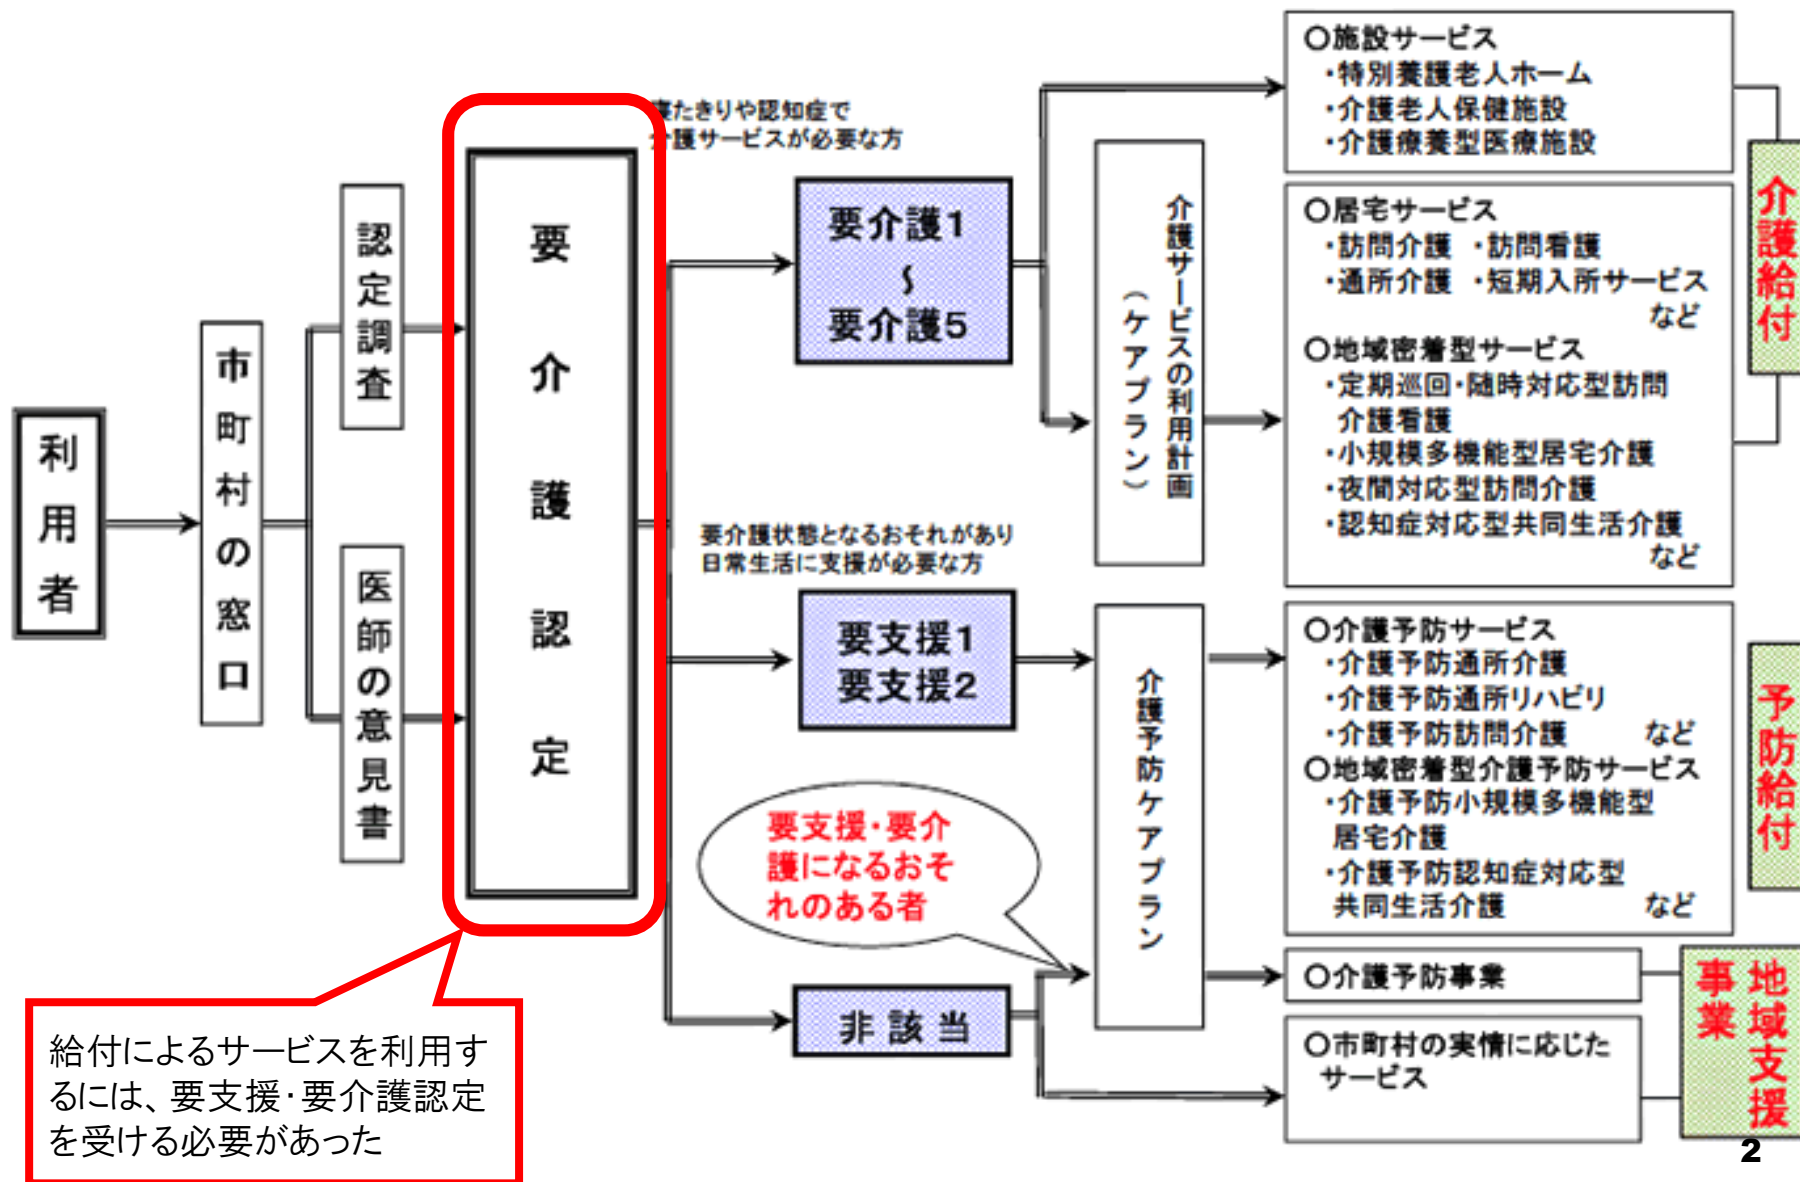 利用者
市町村の窓口
認定調査
医師の意見書
要介護認定
寝たきりや認知症で
介護サービスが必要な方
要介護1
〜
要介護5
要介護状態となるおそれがあり
日常生活に支援が必要な方
要支援1
要支援2
要支援・要介
護になるおそ
れのある者
非該当
介護サービスの利用計画
(ケアプラン)
介護予防ケアプラン
○施設サービス
・特別養護老人ホーム
・介護老人保健施設
・介護療養型医療施設
○居宅サービス
・訪問介護 ・訪問看護
・通所介護 ・短期入所サービス
など
○地域密着型サービス
・定期巡回・随時対応型訪問
介護看護
・小規模多機能型居宅介護
・夜間対応型訪問介護
・認知症対応型共同生活介護
など
介護給付
○介護予防サービス
・介護予防通所介護
・介護予防通所リハビリ
・介護予防訪問介護 など
○地域密着型介護予防サービス
・介護予防小規模多機能型
居宅介護
・介護予防認知症対応型
共同生活介護 など
予防給付
○介護予防事業
○市町村の実情に応じた
サービス
地域支援
事業
給付によるサービスを利用す
るには、要支援・要介護認定
を受ける必要があった
2